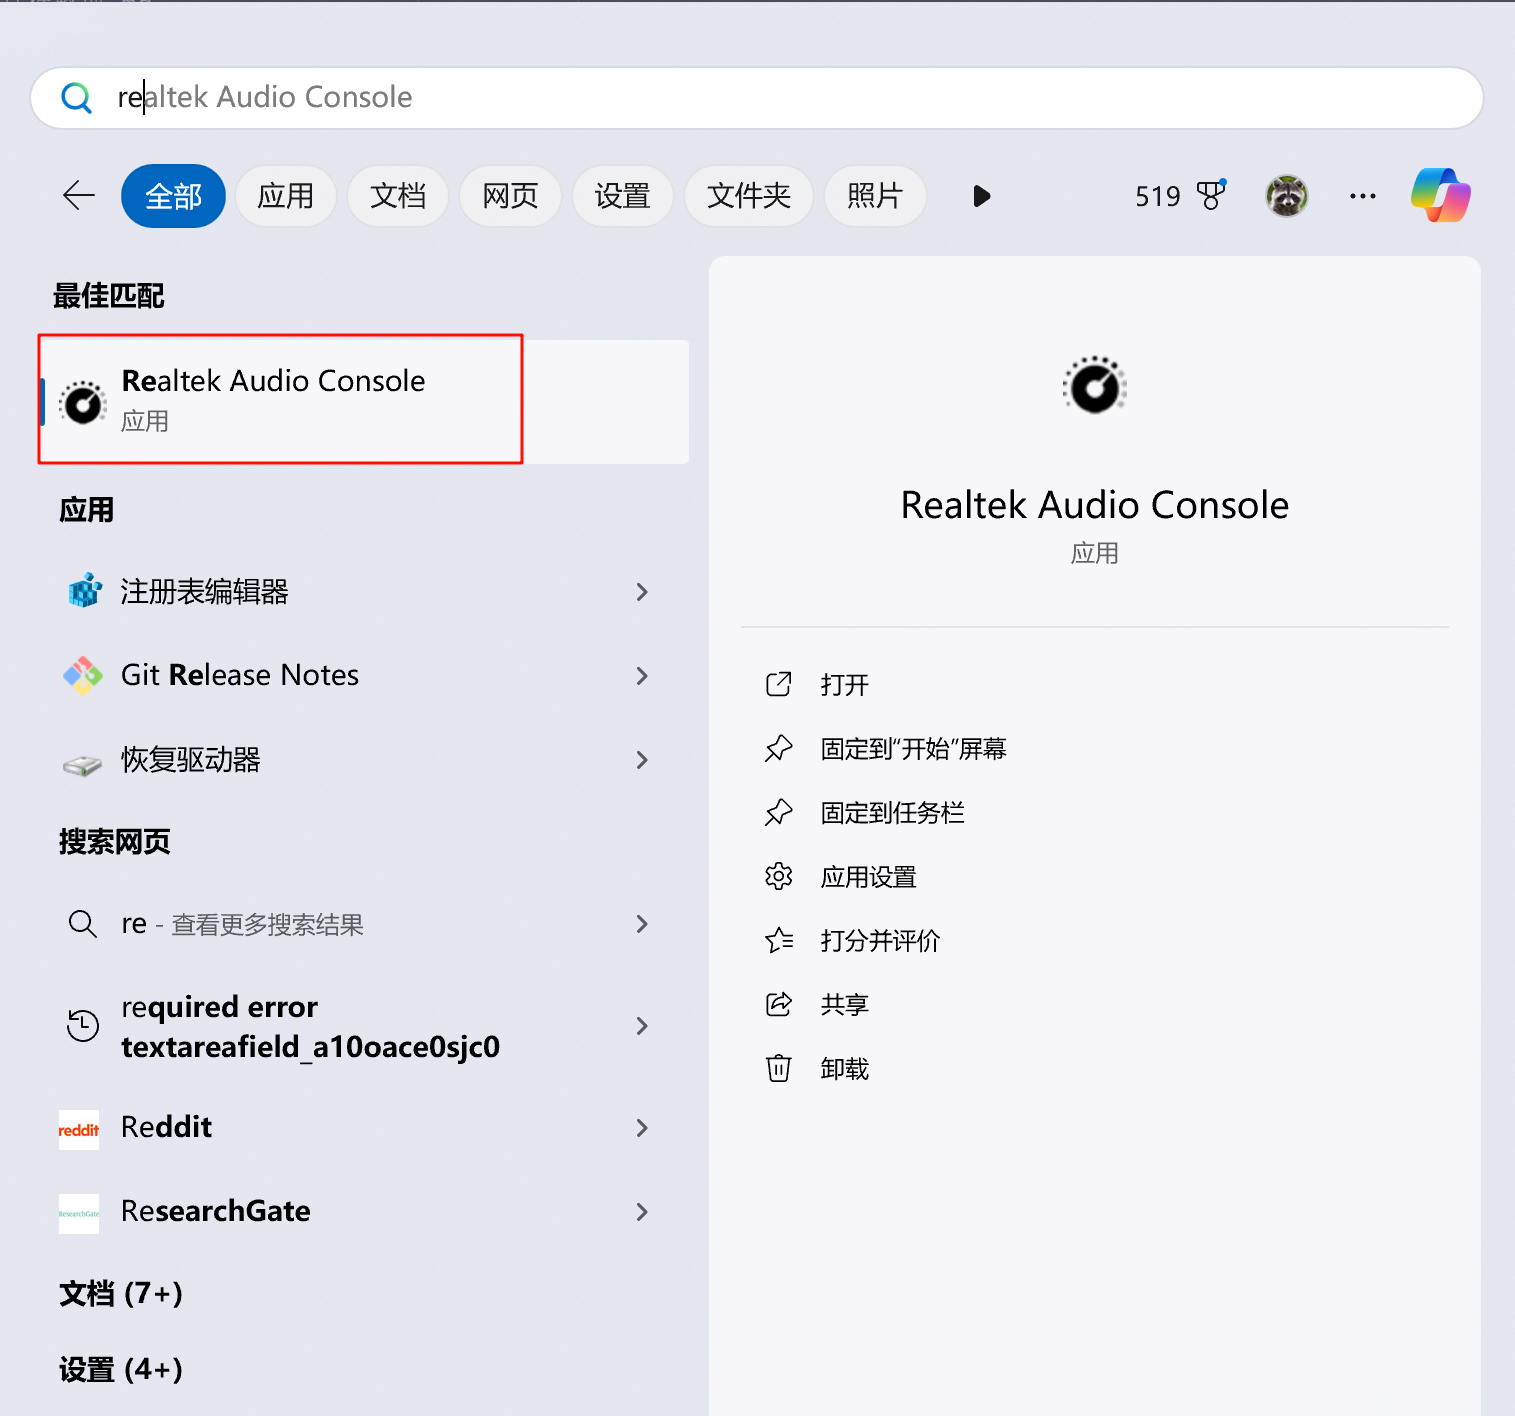 realtek Audio Console
全部 应用 文档 网页 设置 文件夹 照片 519
最佳匹配
Realtek Audio Console
应用
应用
注册表编辑器
Git Release Notes
恢复驱动器
搜索网页
re - 查看更多搜索结果
required error
textareafield_a10oace0sjc0
reddit
Reddit
ResearchGate
ResearchGate
文档 (7+)
设置 (4+)
Realtek Audio Console
应用
打开
固定到“开始”屏幕
固定到任务栏
应用设置
打分并评价
共享
卸载